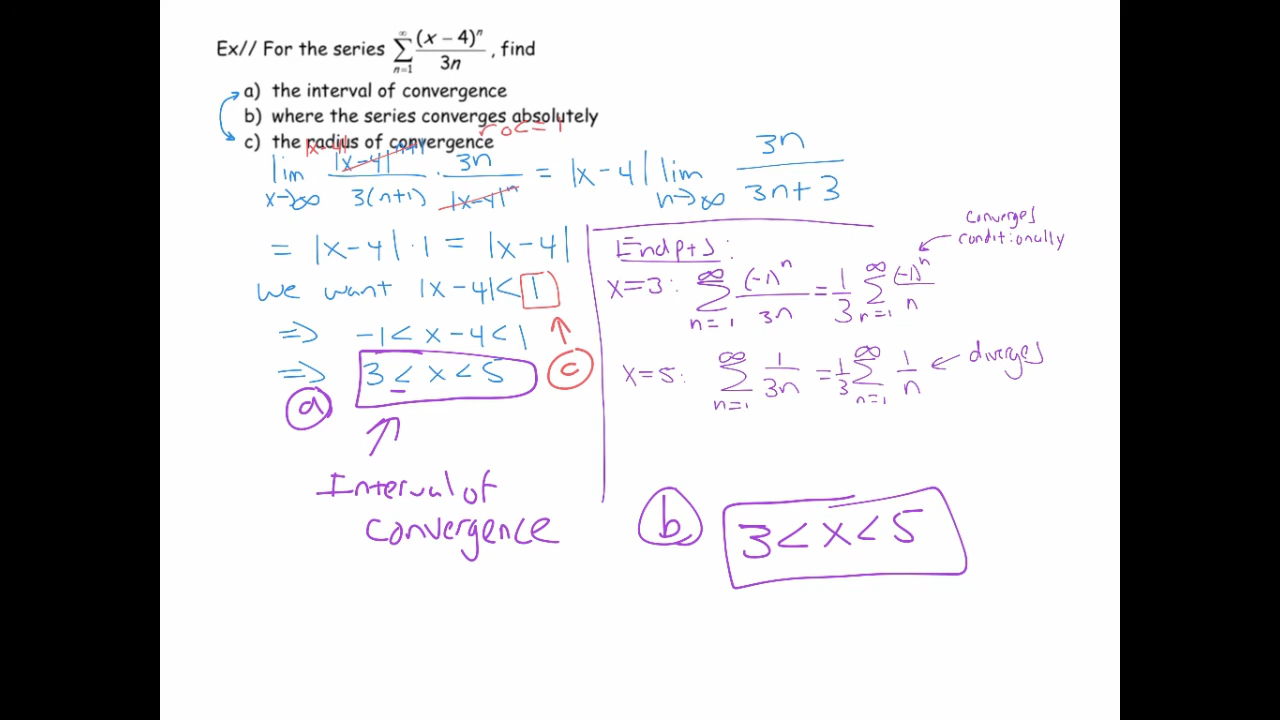 Ex// For the series ∑_{n=1}^{∞} (x − 4)^n / 3n , find
a) the interval of convergence
b) where the series converges absolutely
c) the radius of convergence
roc = 1
lim_{x→∞} |x−4|^{n+1} / 3(n+1) · 3n / |x−4|^n = |x−4| lim_{n→∞} 3n / 3n+3
|x−4|
= |x−4| · 1 = |x−4|
we want |x−4| < 1
⇒ −1 < x − 4 < 1
⇒ 3 ≤ x < 5
c
a
Interval of
convergence
Endpts:
converges
conditionally
x=3: ∑_{n=1}^{∞} (−1)^n / 3n = 1/3 ∑_{n=1}^{∞} (−1)^n / n
x=5: ∑_{n=1}^{∞} 1 / 3n = 1/3 ∑_{n=1}^{∞} 1 / n ← diverges
b 3 < x < 5